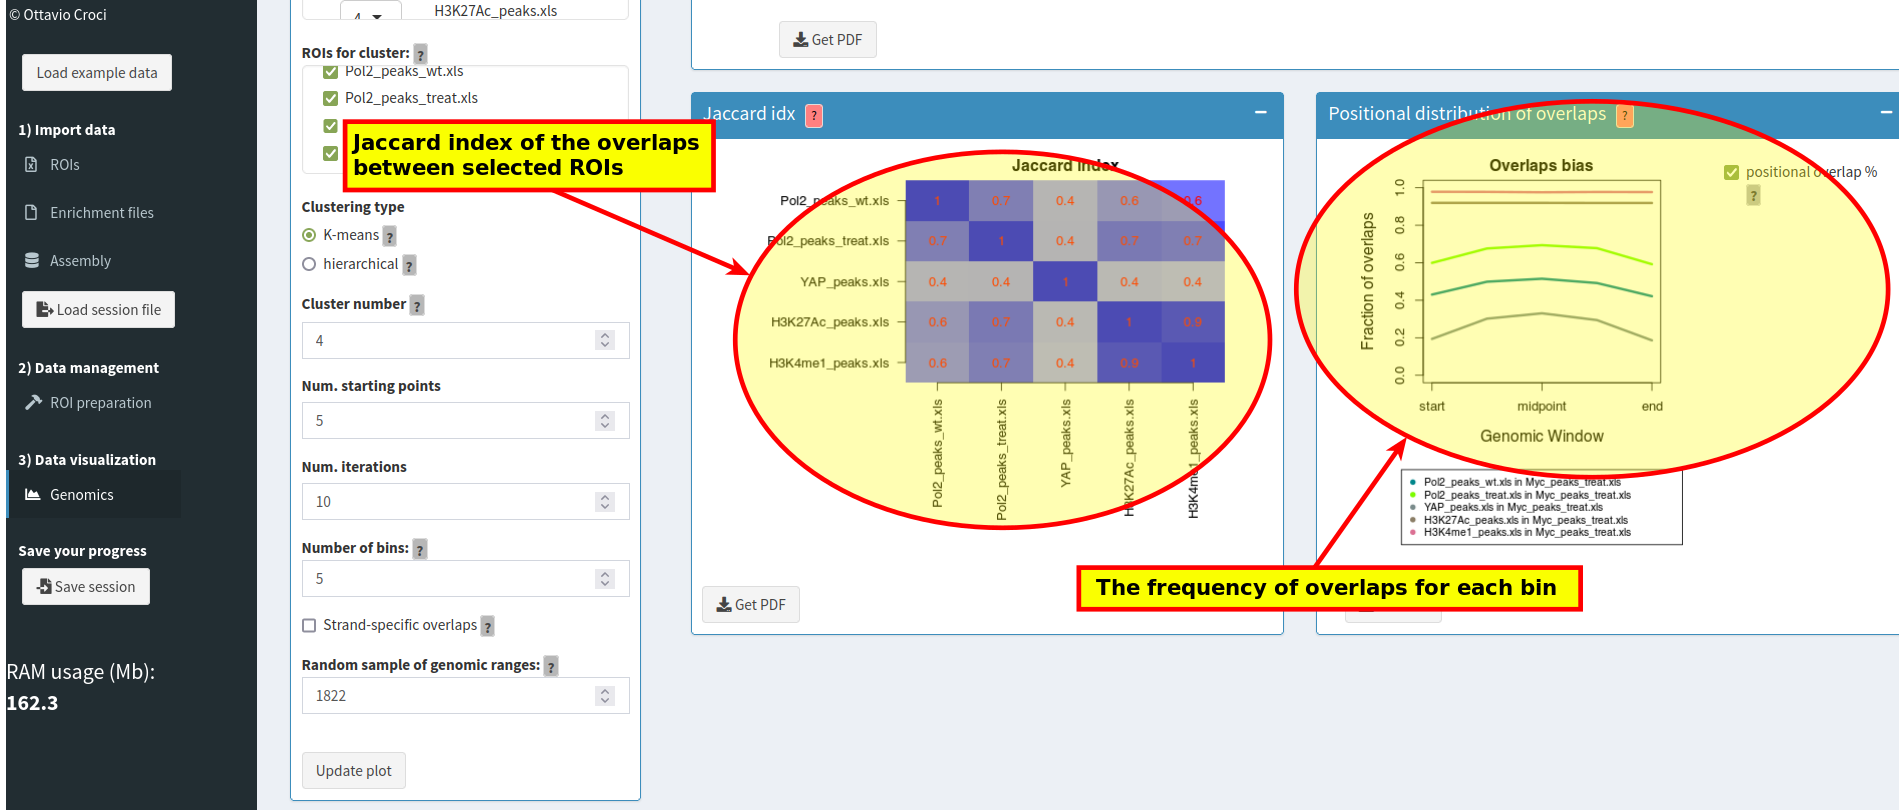 © Ottavio Croci
Load example data
1) Import data
ROIs
Enrichment files
Assembly
Load session file
2) Data management
ROI preparation
3) Data visualization
Genomics
Save your progress
Save session
RAM usage (Mb):
162.3
4
H3K27Ac_peaks.xls
ROIs for cluster: ?
Pol2_peaks_wt.xls
Pol2_peaks_treat.xls
Clustering type
K-means ?
hierarchical ?
Cluster number ?
4
Num. starting points
5
Num. iterations
10
Number of bins: ?
5
Strand-specific overlaps ?
Random sample of genomic ranges: ?
1822
Update plot
Get PDF
Jaccard idx ?
Jaccard index of the overlaps
between selected ROIs
Jaccard index
Pol2_peaks_wt.xls 1 0.7 0.4 0.6 0.6
Pol2_peaks_treat.xls 0.7 1 0.4 0.7 0.7
YAP_peaks.xls 0.4 0.4 1 0.4 0.4
H3K27Ac_peaks.xls 0.6 0.7 0.4 1 0.9
H3K4me1_peaks.xls 0.6 0.7 0.4 0.9 1
Pol2_peaks_wt.xls
Pol2_peaks_treat.xls
YAP_peaks.xls
H3K27Ac_peaks.xls
H3K4me1_peaks.xls
Get PDF
Positional distribution of overlaps ?
Overlaps bias
positional overlap %
?
Fraction of overlaps
1.0
0.8
0.6
0.4
0.2
0.0
start midpoint end
Genomic Window
Pol2_peaks_wt.xls in Myc_peaks_treat.xls
Pol2_peaks_treat.xls in Myc_peaks_treat.xls
YAP_peaks.xls in Myc_peaks_treat.xls
H3K27Ac_peaks.xls in Myc_peaks_treat.xls
H3K4me1_peaks.xls in Myc_peaks_treat.xls
The frequency of overlaps for each bin